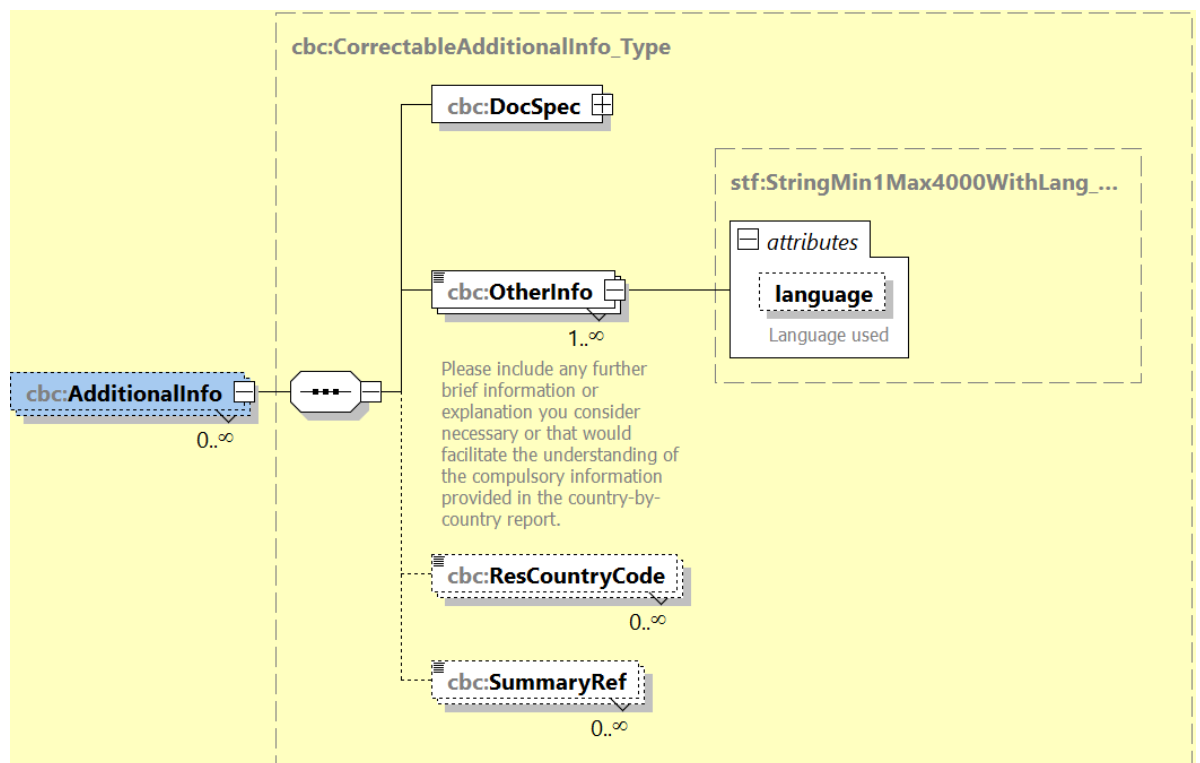 cbc:CorrectableAdditionalInfo_Type
cbc:DocSpec
stf:StringMin1Max4000WithLang_...
attributes
cbc:OtherInfo
language
Language used
1..∞
Please include any further
brief information or
explanation you consider
necessary or that would
facilitate the understanding of
the compulsory information
provided in the country-by-
country report.
cbc:AdditionalInfo
0..∞
cbc:ResCountryCode
0..∞
cbc:SummaryRef
0..∞